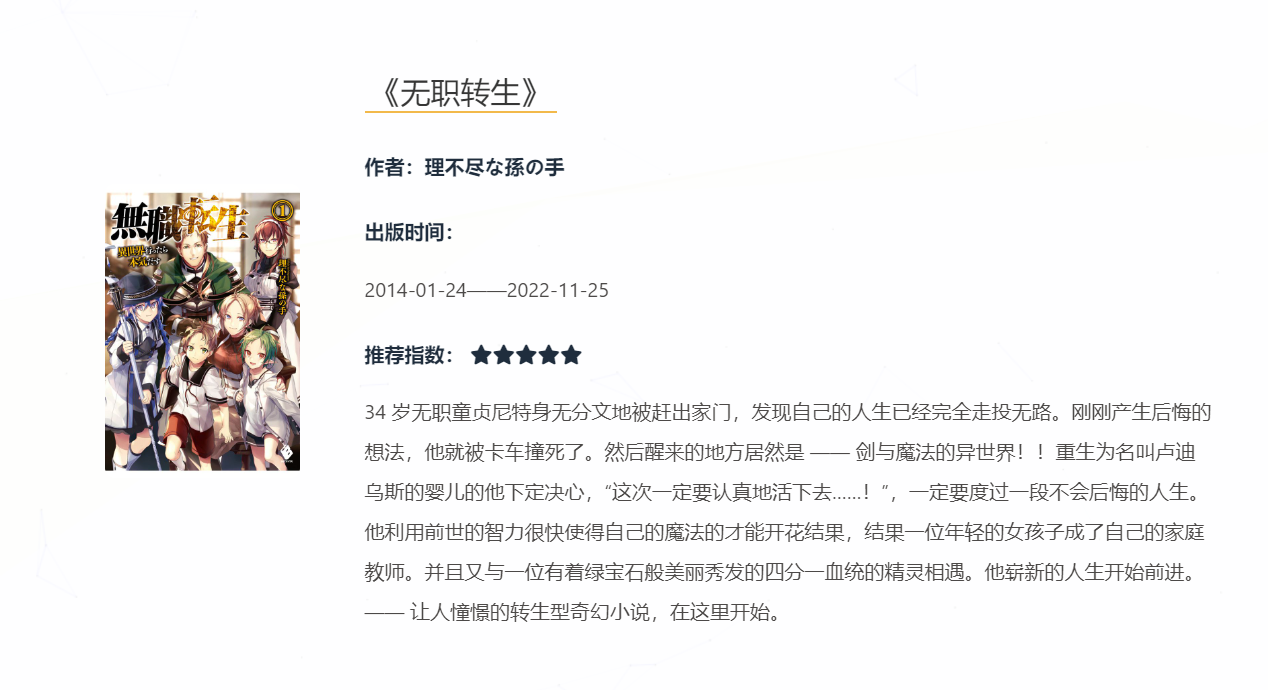 《无职转生》
作者：理不尽な孫の手
出版时间：
2014-01-24——2022-11-25
推荐指数：
34 岁无职童贞尼特身无分文地被赶出家门，发现自己的人生已经完全走投无路。刚刚产生后悔的
想法，他就被卡车撞死了。然后醒来的地方居然是 —— 剑与魔法的异世界！！重生为名叫卢迪
乌斯的婴儿的他下定决心，“这次一定要认真地活下去……！”，一定要度过一段不会后悔的人生。
他利用前世的智力很快使得自己的魔法的才能开花结果，结果一位年轻的女孩子成了自己的家庭
教师。并且又与一位有着绿宝石般美丽秀发的四分一血统的精灵相遇。他崭新的人生开始前进。
—— 让人憧憬的转生型奇幻小说，在这里开始。
無職転生
1
異世界行ったら
本気だす
理不尽な孫の手